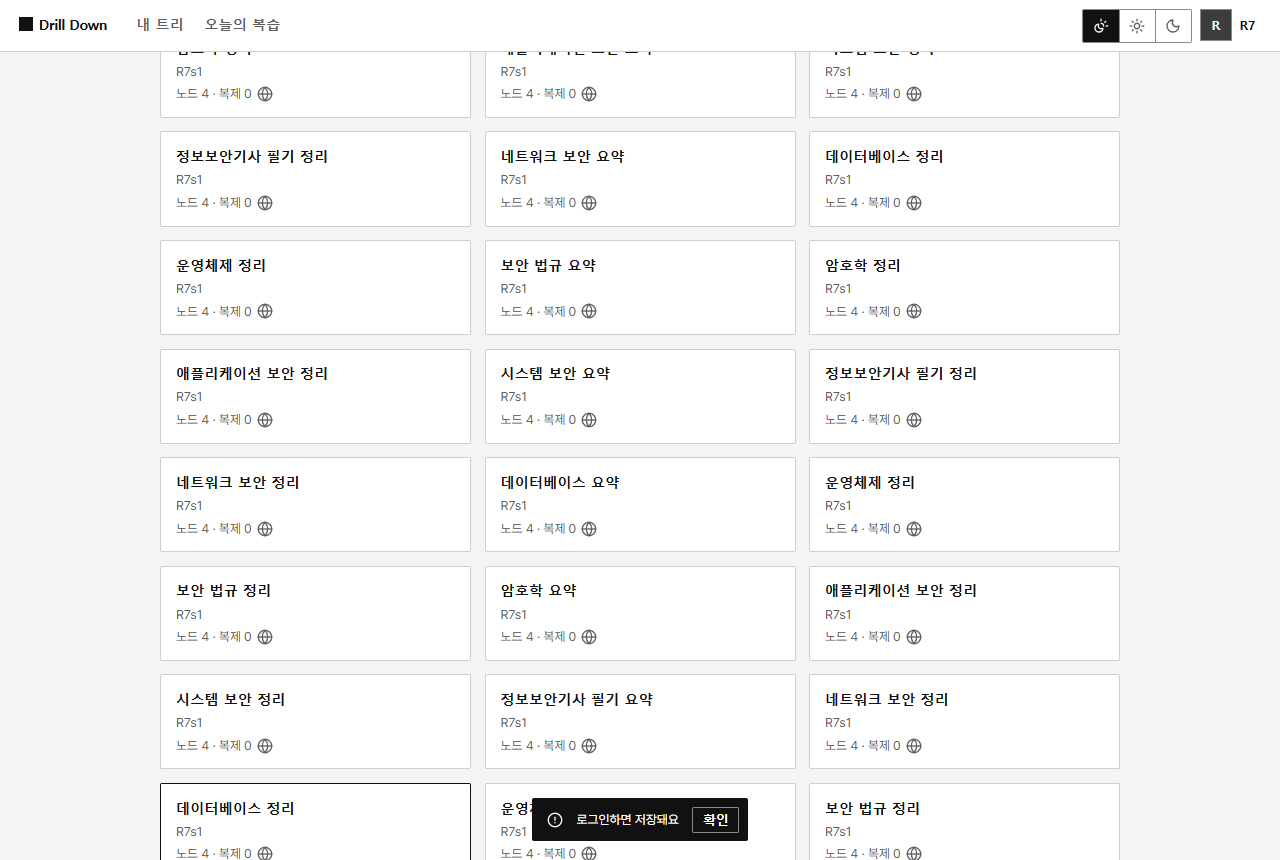 Drill Down
내 트리
오늘의 복습
R
R7
R7s1
노드 4 · 복제 0
R7s1
노드 4 · 복제 0
R7s1
노드 4 · 복제 0
정보보안기사 필기 정리
R7s1
노드 4 · 복제 0
네트워크 보안 요약
R7s1
노드 4 · 복제 0
데이터베이스 정리
R7s1
노드 4 · 복제 0
운영체제 정리
R7s1
노드 4 · 복제 0
보안 법규 요약
R7s1
노드 4 · 복제 0
암호학 정리
R7s1
노드 4 · 복제 0
애플리케이션 보안 정리
R7s1
노드 4 · 복제 0
시스템 보안 요약
R7s1
노드 4 · 복제 0
정보보안기사 필기 정리
R7s1
노드 4 · 복제 0
네트워크 보안 정리
R7s1
노드 4 · 복제 0
데이터베이스 요약
R7s1
노드 4 · 복제 0
운영체제 정리
R7s1
노드 4 · 복제 0
보안 법규 정리
R7s1
노드 4 · 복제 0
암호학 요약
R7s1
노드 4 · 복제 0
애플리케이션 보안 정리
R7s1
노드 4 · 복제 0
시스템 보안 정리
R7s1
노드 4 · 복제 0
정보보안기사 필기 요약
R7s1
노드 4 · 복제 0
네트워크 보안 정리
R7s1
노드 4 · 복제 0
데이터베이스 정리
R7s1
노드 4 · 복제 0
R7s1
노드 4 · 복제 0
보안 법규 정리
R7s1
노드 4 · 복제 0
로그인하면 저장돼요
확인